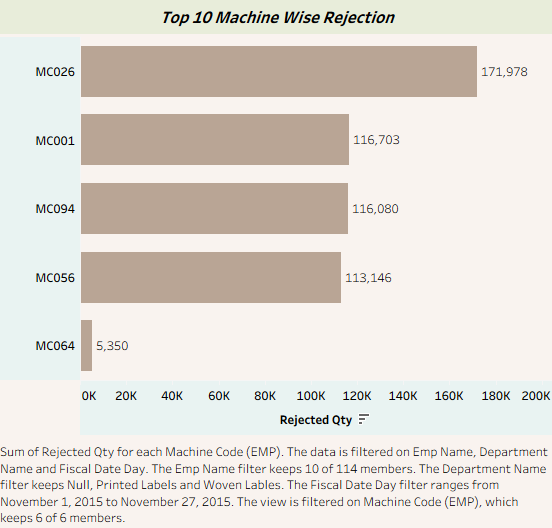 Top 10 Machine Wise Rejection
MC026 171,978
MC001 116,703
MC094 116,080
MC056 113,146
MC064 5,350
0K 20K 40K 60K 80K 100K 120K 140K 160K 180K 200K
Rejected Qty
Sum of Rejected Qty for each Machine Code (EMP). The data is filtered on Emp Name, Department
Name and Fiscal Date Day. The Emp Name filter keeps 10 of 114 members. The Department Name
filter keeps Null, Printed Labels and Woven Lables. The Fiscal Date Day filter ranges from
November 1, 2015 to November 27, 2015. The view is filtered on Machine Code (EMP), which
keeps 6 of 6 members.